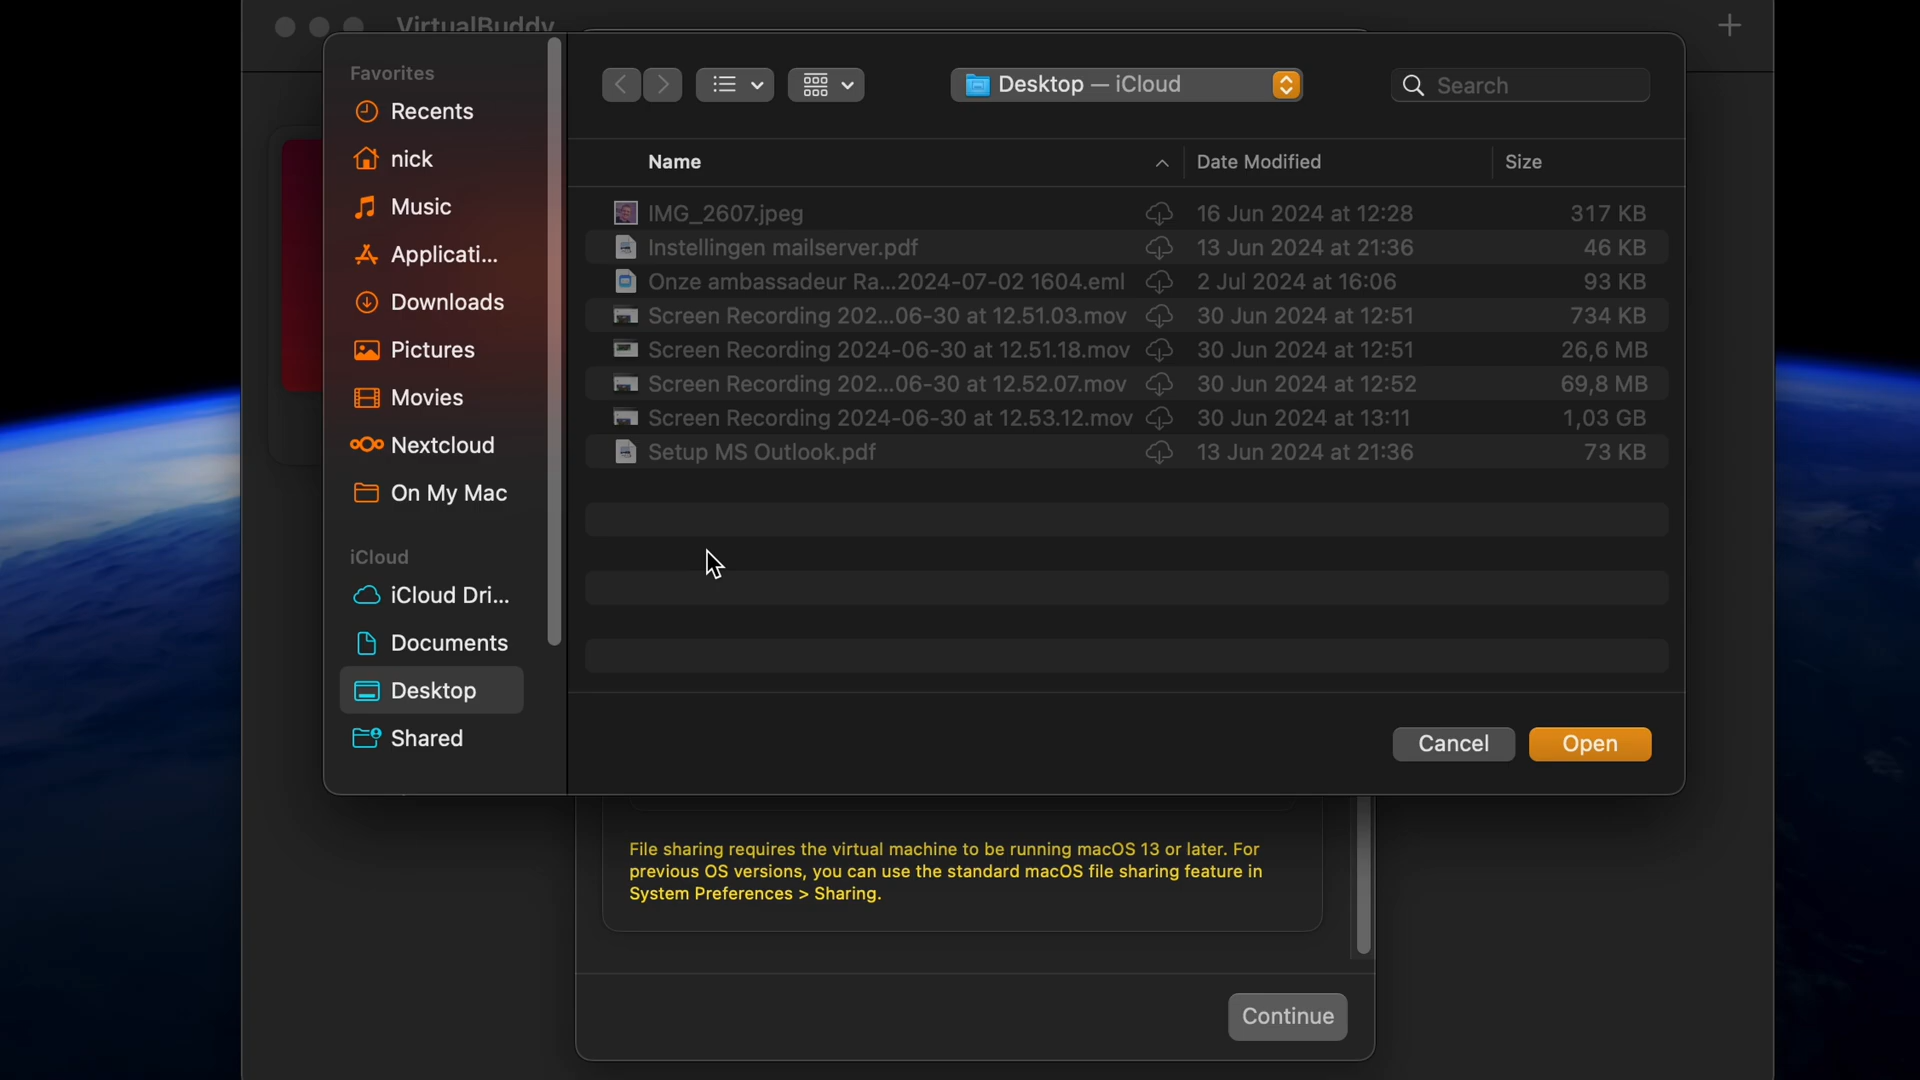 VirtualBuddy
Favorites
Recents
nick
Music
Applicati...
Downloads
Pictures
Movies
Nextcloud
On My Mac
iCloud
iCloud Dri...
Documents
Desktop
Shared
Desktop — iCloud
Search
Name Date Modified Size
IMG_2607.jpeg 16 Jun 2024 at 12:28 317 KB
Instellingen mailserver.pdf 13 Jun 2024 at 21:36 46 KB
Onze ambassadeur Ra...2024-07-02 1604.eml 2 Jul 2024 at 16:06 93 KB
Screen Recording 202...06-30 at 12.51.03.mov 30 Jun 2024 at 12:51 734 KB
Screen Recording 2024-06-30 at 12.51.18.mov 30 Jun 2024 at 12:51 26,6 MB
Screen Recording 202...06-30 at 12.52.07.mov 30 Jun 2024 at 12:52 69,8 MB
Screen Recording 2024-06-30 at 12.53.12.mov 30 Jun 2024 at 13:11 1,03 GB
Setup MS Outlook.pdf 13 Jun 2024 at 21:36 73 KB
Cancel Open
File sharing requires the virtual machine to be running macOS 13 or later. For
previous OS versions, you can use the standard macOS file sharing feature in
System Preferences > Sharing.
Continue